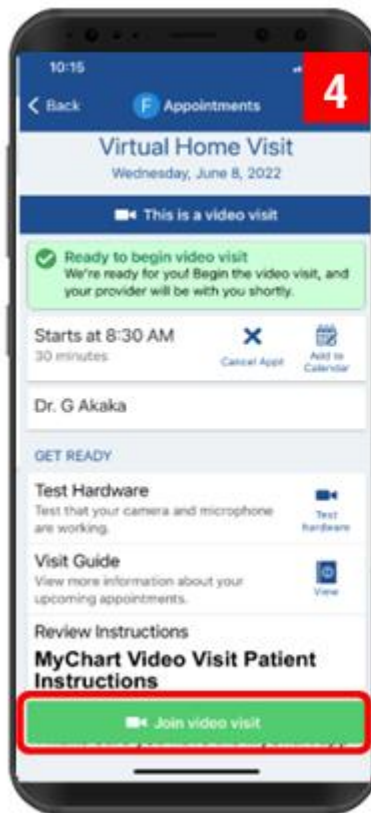 10:15
4
Back
F Appointments
Virtual Home Visit
Wednesday, June 8, 2022
This is a video visit
Ready to begin video visit
We're ready for you! Begin the video visit, and
your provider will be with you shortly.
Starts at 8:30 AM
30 minutes
Cancel Appt
Add to
Calendar
Dr. G Akaka
GET READY
Test Hardware
Test that your camera and microphone
are working.
Test
hardware
Visit Guide
View more information about your
upcoming appointments.
View
Review Instructions
MyChart Video Visit Patient
Instructions
Join video visit